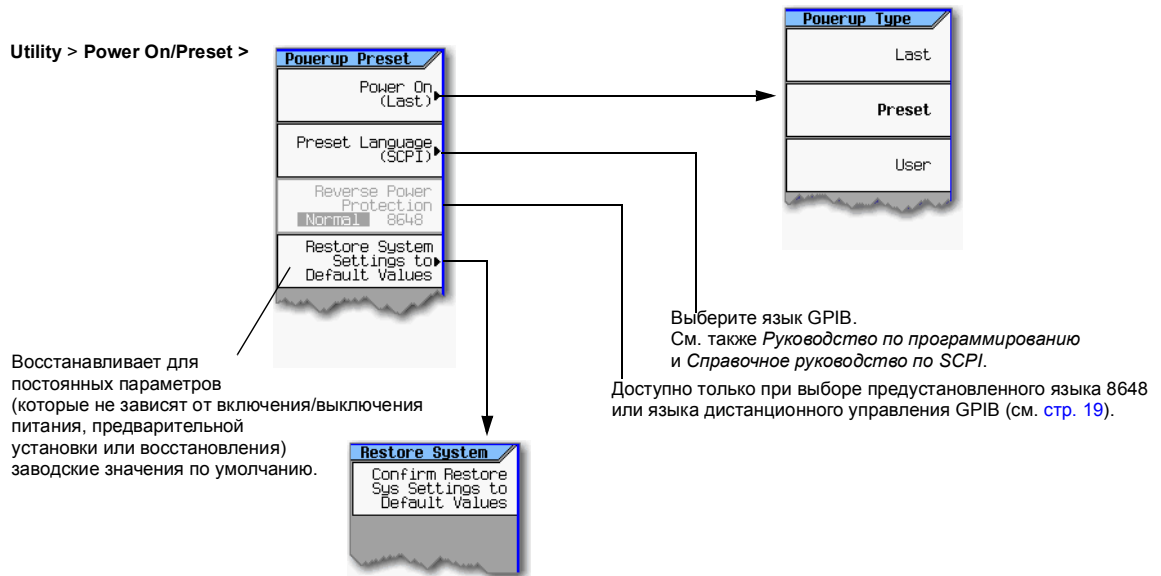 Utility > Power On/Preset >
Powerup Preset
Power On
(Last)
Preset Language
(SCPI)
Reverse Power
Protection
Normal 8648
Restore System
Settings to
Default Values
Powerup Type
Last
Preset
User
Выберите язык GPIB.
См. также Руководство по программированию
и Справочное руководство по SCPI.
Доступно только при выборе предустановленного языка 8648
или языка дистанционного управления GPIB (см. стр. 19).
Восстанавливает для
постоянных параметров
(которые не зависят от включения/выключения
питания, предварительной
установки или восстановления)
заводские значения по умолчанию.
Restore System
Confirm Restore
Sys Settings to
Default Values